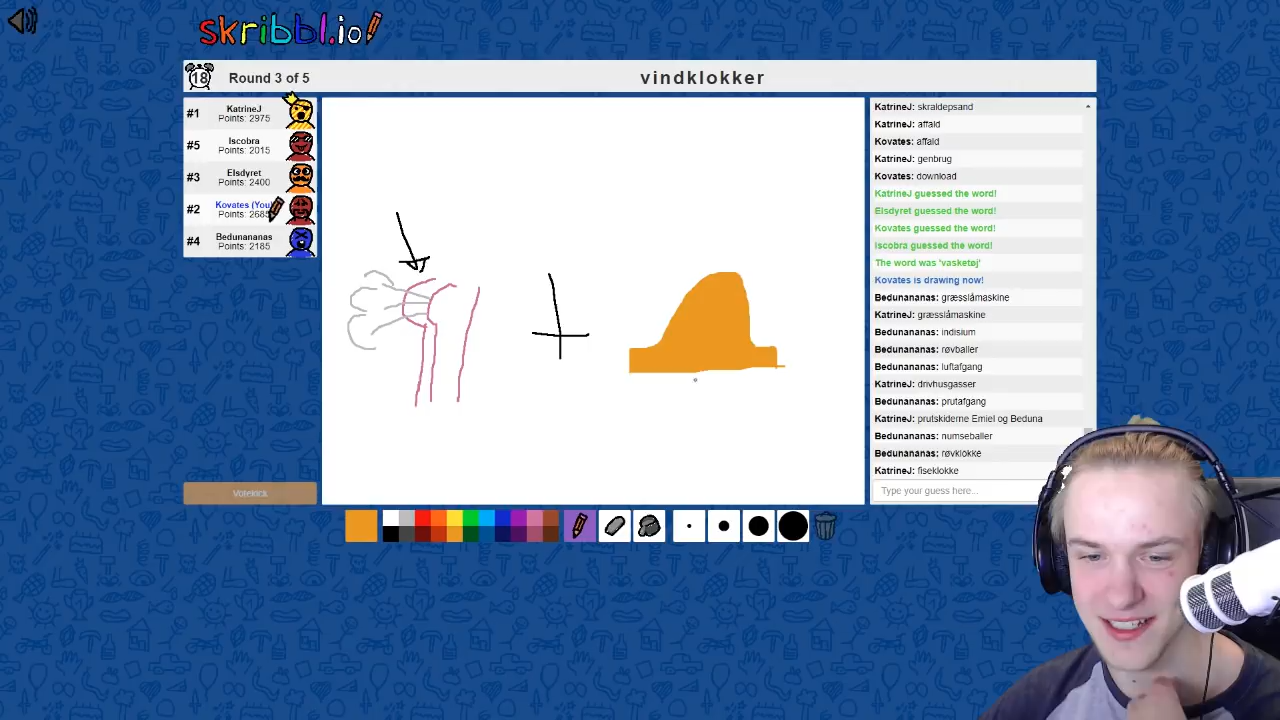 skribbl.io
18
Round 3 of 5
vindklokker
#1
KatrineJ
Points: 2975
#5
Iscobra
Points: 2015
#3
Elsdyret
Points: 2400
#2
Kovates (You)
Points: 2685
#4
Bedunananas
Points: 2185
Votekick
KatrineJ: skraldepsand
KatrineJ: affald
Kovates: affald
KatrineJ: genbrug
Kovates: download
KatrineJ guessed the word!
Elsdyret guessed the word!
Kovates guessed the word!
Iscobra guessed the word!
The word was 'vasketøj'
Kovates is drawing now!
Bedunananas: græsslåmaskine
KatrineJ: græsslåmaskine
Bedunananas: indisium
Bedunananas: røvballer
Bedunananas: luftafgang
KatrineJ: drivhusgasser
Bedunananas: prutafgang
KatrineJ: prutskiderne Emiel og Beduna
Bedunananas: numseballer
Bedunananas: røvklokke
KatrineJ: fiseklokke
Type your guess here...